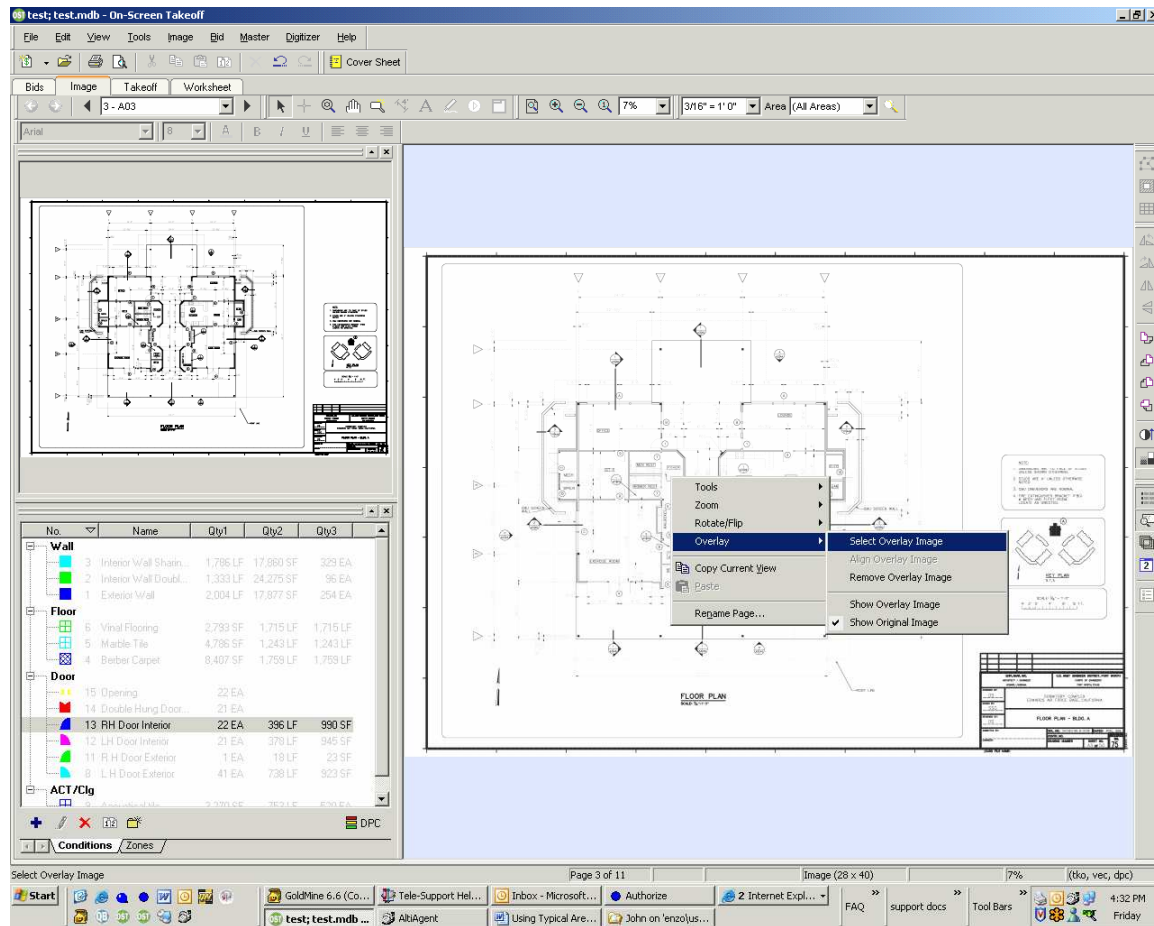 test; test.mdb - On-Screen Takeoff
File Edit View Tools Image Bid Master Digitizer Help
Cover Sheet
Bids Image Takeoff Worksheet
3 - A03 7% 3/16" = 1' 0" Area (All Areas)
Arial 8 A B I U
FLOOR PLAN
No. Name Qty1 Qty2 Qty3
Wall
3 Interior Wall Sharin... 1,786 LF 17,860 SF 329 EA
2 Interior Wall Doubl... 1,333 LF 24,275 SF 96 EA
1 Exterior Wall 2,004 LF 17,877 SF 254 EA
Floor
6 Vinal Flooring 2,793 SF 1,715 LF 1,715 LF
5 Marble Tile 4,786 SF 1,243 LF 1,243 LF
4 Berber Carpet 8,407 SF 1,759 LF 1,759 LF
Door
15 Opening 22 EA
14 Double Hung Door... 21 EA
13 RH Door Interior 22 EA 396 LF 990 SF
12 LH Door Interior 21 EA 378 LF 945 SF
11 R H Door Exterior 1 EA 18 LF 23 SF
8 L H Door Exterior 41 EA 738 LF 923 SF
ACT/Clg
DPC
Conditions Zones
Tools
Zoom
Rotate/Flip
Overlay
Copy Current View
Paste
Rename Page...
Select Overlay Image
Align Overlay Image
Remove Overlay Image
Show Overlay Image
Show Original Image
KEY PLAN
FLOOR PLAN
FLOOR PLAN - BLDG. A
75
Select Overlay Image Page 3 of 11 Image (28 x 40) 7% (tko, vec, dpc)
Start GoldMine 6.6 (Co... Tele-Support Hel... Inbox - Microsoft... Authorize 2 Internet Expl... FAQ support docs Tool Bars 4:32 PM
test; test.mdb ... AltiAgent Using Typical Are... John on 'enzo\us... Friday